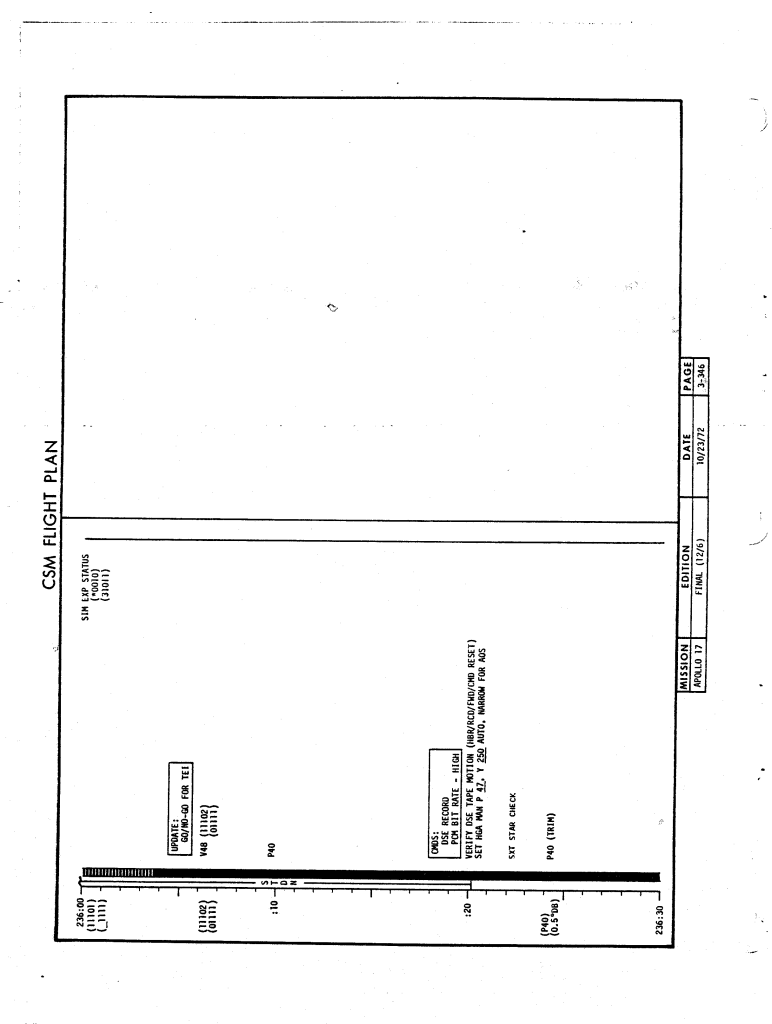 CSM FLIGHT PLAN
236:00
(11101)
(_1111)
UPDATE:
GO/NO-GO FOR TEI
SIM EXP STATUS
(*0010)
(31011)
(11102)
(01111)
V48 (11102)
(01111)
S T D N
:10
P40
CMDS:
DSE RECORD
PCM BIT RATE - HIGH
:20
VERIFY DSE TAPE MOTION (HBR/RCD/FWD/CMD RESET)
SET HGA MAN P 47, Y 250 AUTO, NARROW FOR AOS
SXT STAR CHECK
(P40)
(0.5°DB)
P40 (TRIM)
236:30
MISSION EDITION DATE PAGE
APOLLO 17 FINAL (12/6) 10/23/72 3-346